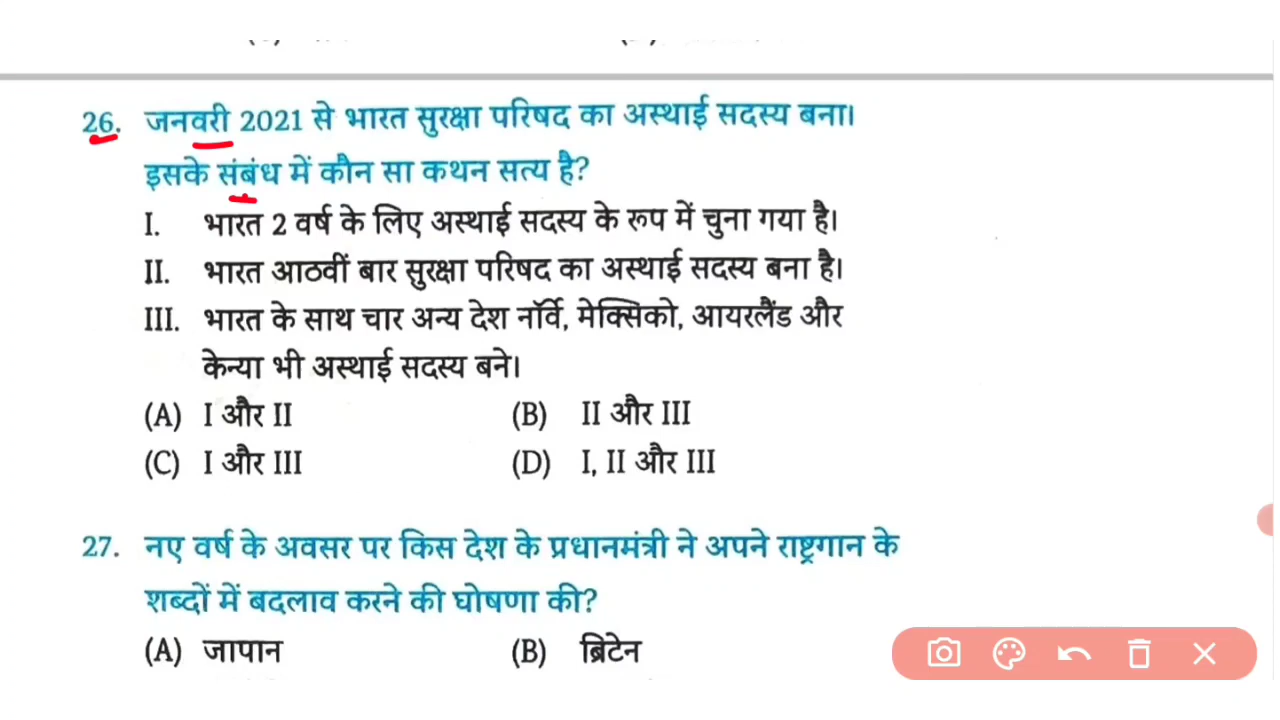 26. जनवरी 2021 से भारत सुरक्षा परिषद का अस्थाई सदस्य बना।
इसके संबंध में कौन सा कथन सत्य है?
I. भारत 2 वर्ष के लिए अस्थाई सदस्य के रूप में चुना गया है।
II. भारत आठवीं बार सुरक्षा परिषद का अस्थाई सदस्य बना है।
III. भारत के साथ चार अन्य देश नॉर्वे, मेक्सिको, आयरलैंड और
केन्या भी अस्थाई सदस्य बने।
(A) I और II (B) II और III
(C) I और III (D) I, II और III
27. नए वर्ष के अवसर पर किस देश के प्रधानमंत्री ने अपने राष्ट्रगान के
शब्दों में बदलाव करने की घोषणा की?
(A) जापान (B) ब्रिटेन